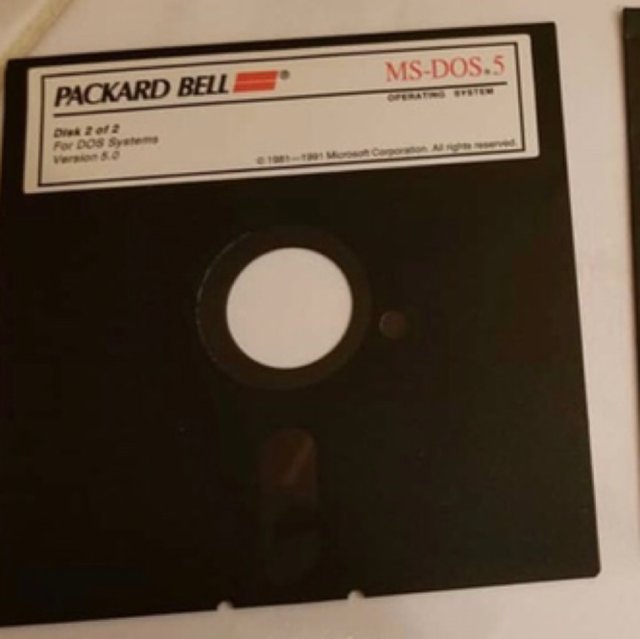 PACKARD BELL ®
MS-DOS® 5
OPERATING SYSTEM
Disk 2 of 2
For DOS Systems
Version 5.0
© 1981—1991 Microsoft Corporation. All rights reserved.